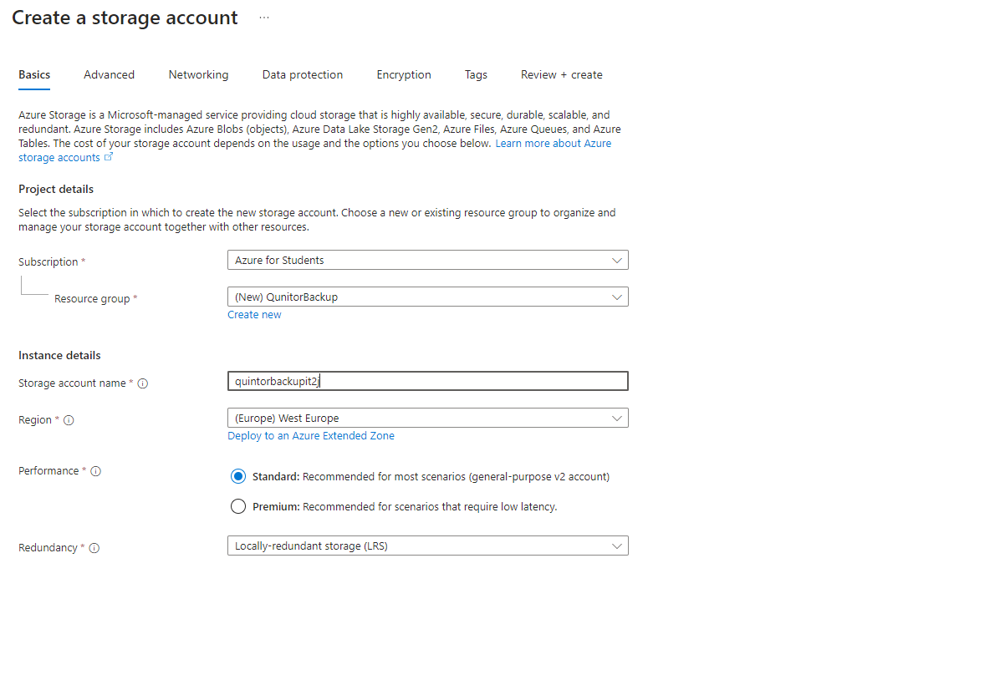 Create a storage account ...
Basics Advanced Networking Data protection Encryption Tags Review + create
Azure Storage is a Microsoft-managed service providing cloud storage that is highly available, secure, durable, scalable, and
redundant. Azure Storage includes Azure Blobs (objects), Azure Data Lake Storage Gen2, Azure Files, Azure Queues, and Azure
Tables. The cost of your storage account depends on the usage and the options you choose below. Learn more about Azure
storage accounts
Project details
Select the subscription in which to create the new storage account. Choose a new or existing resource group to organize and
manage your storage account together with other resources.
Subscription * Azure for Students
Resource group * (New) QunitorBackup
Create new
Instance details
Storage account name * quintorbackupit2j
Region * (Europe) West Europe
Deploy to an Azure Extended Zone
Performance * Standard: Recommended for most scenarios (general-purpose v2 account)
Premium: Recommended for scenarios that require low latency.
Redundancy * Locally-redundant storage (LRS)